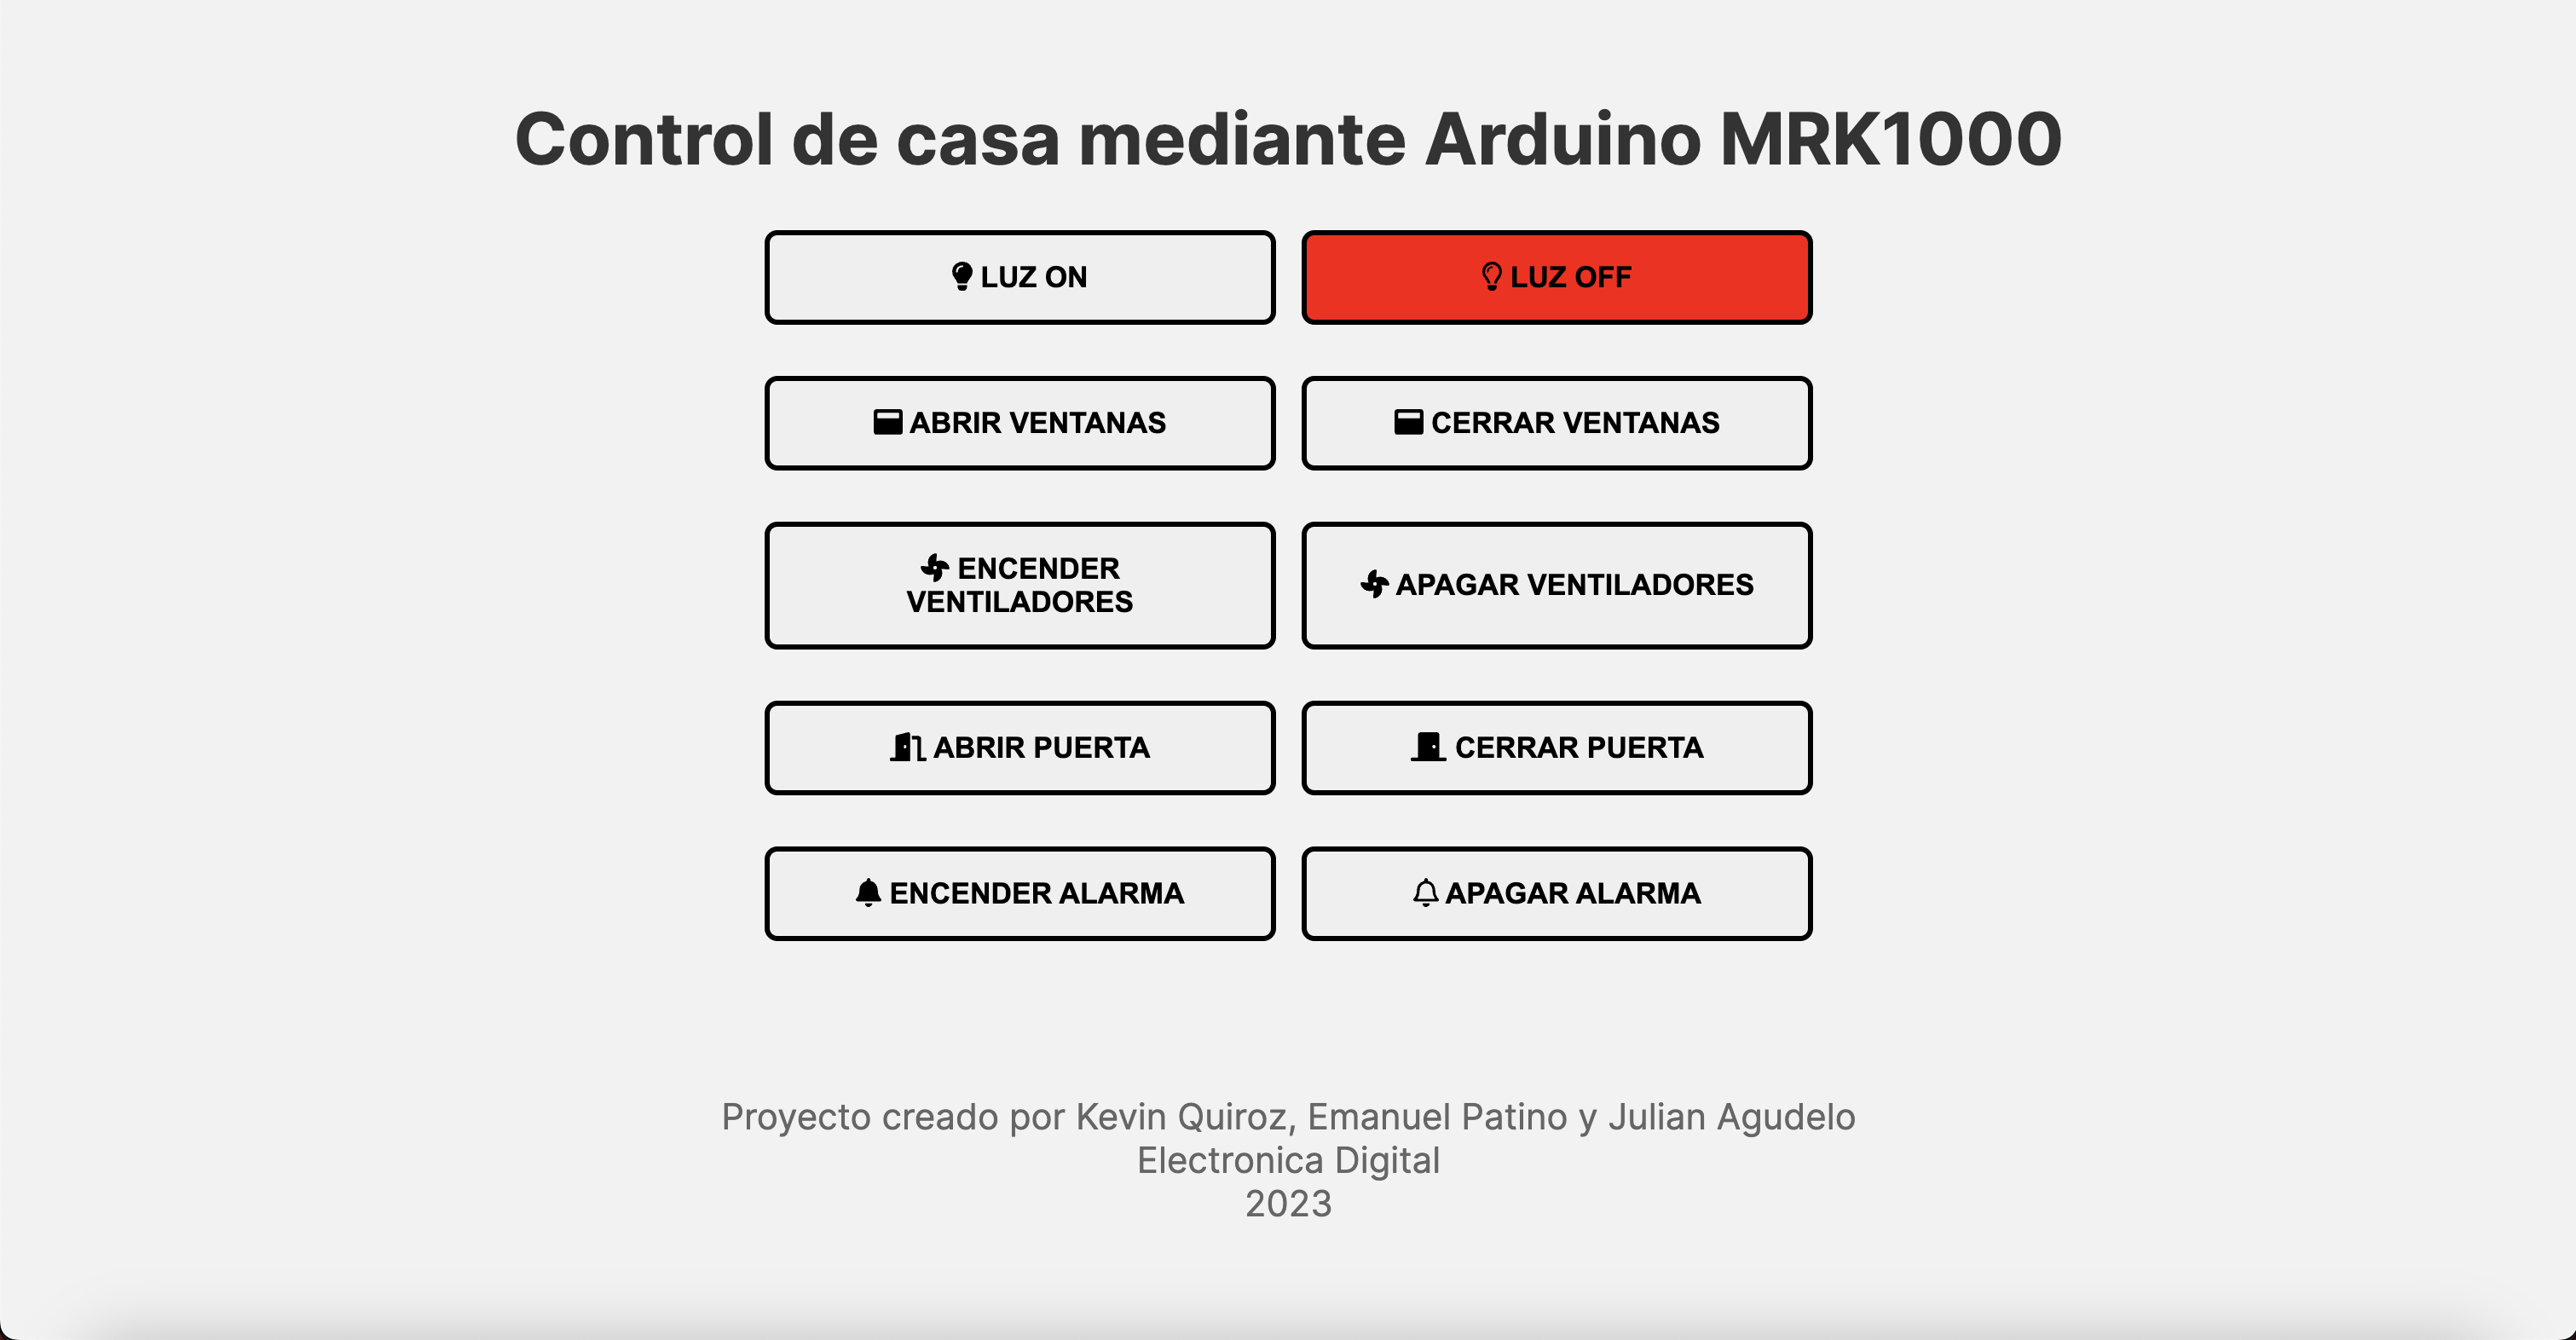 Control de casa mediante Arduino MRK1000
LUZ ON
LUZ OFF
ABRIR VENTANAS
CERRAR VENTANAS
ENCENDER
VENTILADORES
APAGAR VENTILADORES
ABRIR PUERTA
CERRAR PUERTA
ENCENDER ALARMA
APAGAR ALARMA
Proyecto creado por Kevin Quiroz, Emanuel Patino y Julian Agudelo
Electronica Digital
2023